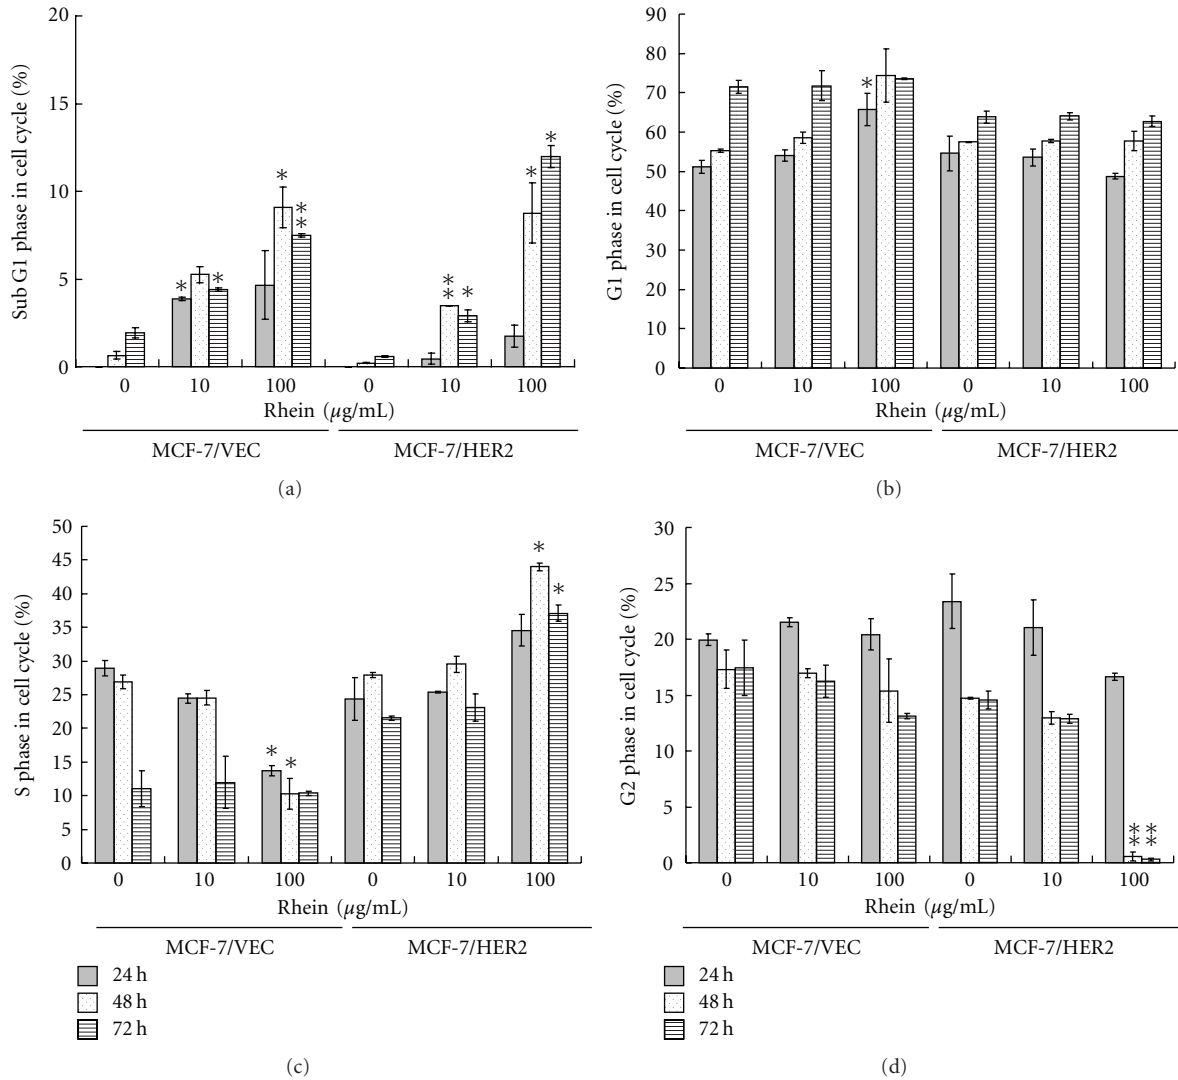 Sub G1 phase in cell cycle (%)
20
15
10
5
0
* * * * * * * * * *
0 10 100 0 10 100
Rhein (µg/mL)
MCF-7/VEC MCF-7/HER2
(a)
G1 phase in cell cycle (%)
90
80
70
60
50
40
30
20
10
0
*
0 10 100 0 10 100
Rhein (µg/mL)
MCF-7/VEC MCF-7/HER2
(b)
S phase in cell cycle (%)
50
45
40
35
30
25
20
15
10
5
0
* * * *
0 10 100 0 10 100
Rhein (µg/mL)
MCF-7/VEC MCF-7/HER2
24 h
48 h
72 h
(c)
G2 phase in cell cycle (%)
30
25
20
15
10
5
0
** **
0 10 100 0 10 100
Rhein (µg/mL)
MCF-7/VEC MCF-7/HER2
24 h
48 h
72 h
(d)